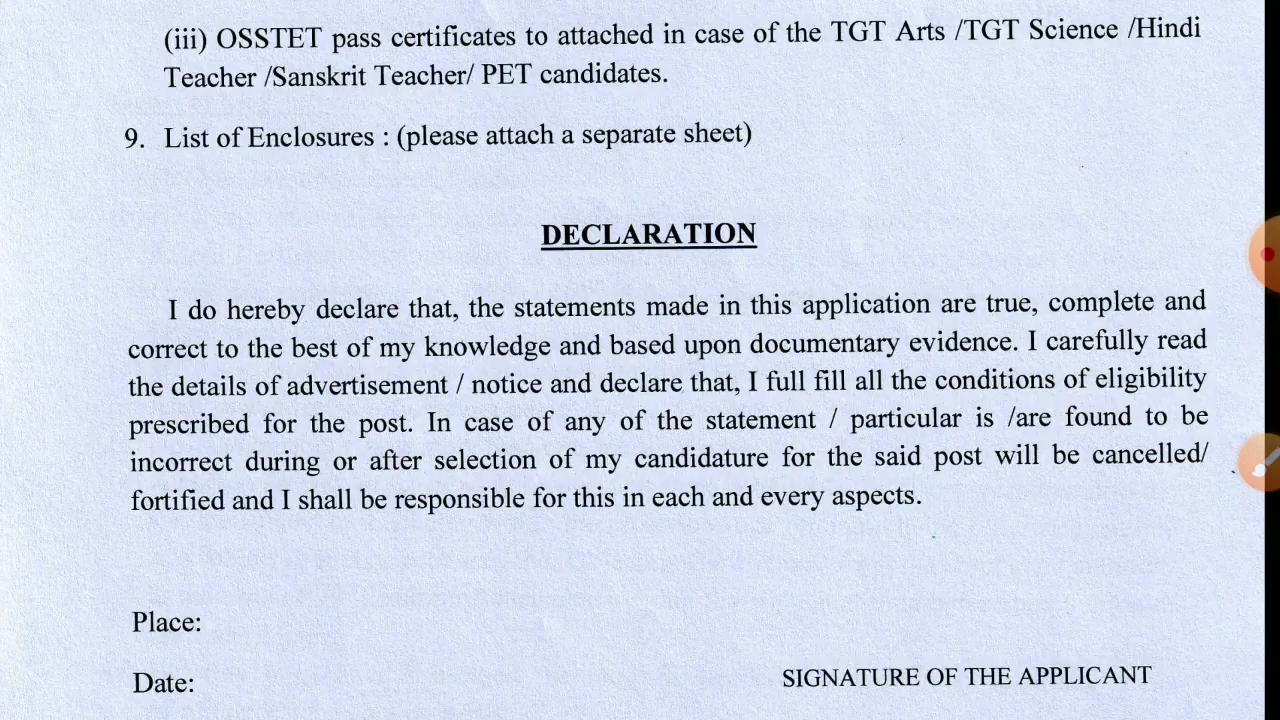 (iii) OSSTET pass certificates to attached in case of the TGT Arts /TGT Science /Hindi
Teacher /Sanskrit Teacher/ PET candidates.
9. List of Enclosures : (please attach a separate sheet)
DECLARATION
I do hereby declare that, the statements made in this application are true, complete and
correct to the best of my knowledge and based upon documentary evidence. I carefully read
the details of advertisement / notice and declare that, I full fill all the conditions of eligibility
prescribed for the post. In case of any of the statement / particular is /are found to be
incorrect during or after selection of my candidature for the said post will be cancelled/
fortified and I shall be responsible for this in each and every aspects.
Place:
Date:
SIGNATURE OF THE APPLICANT